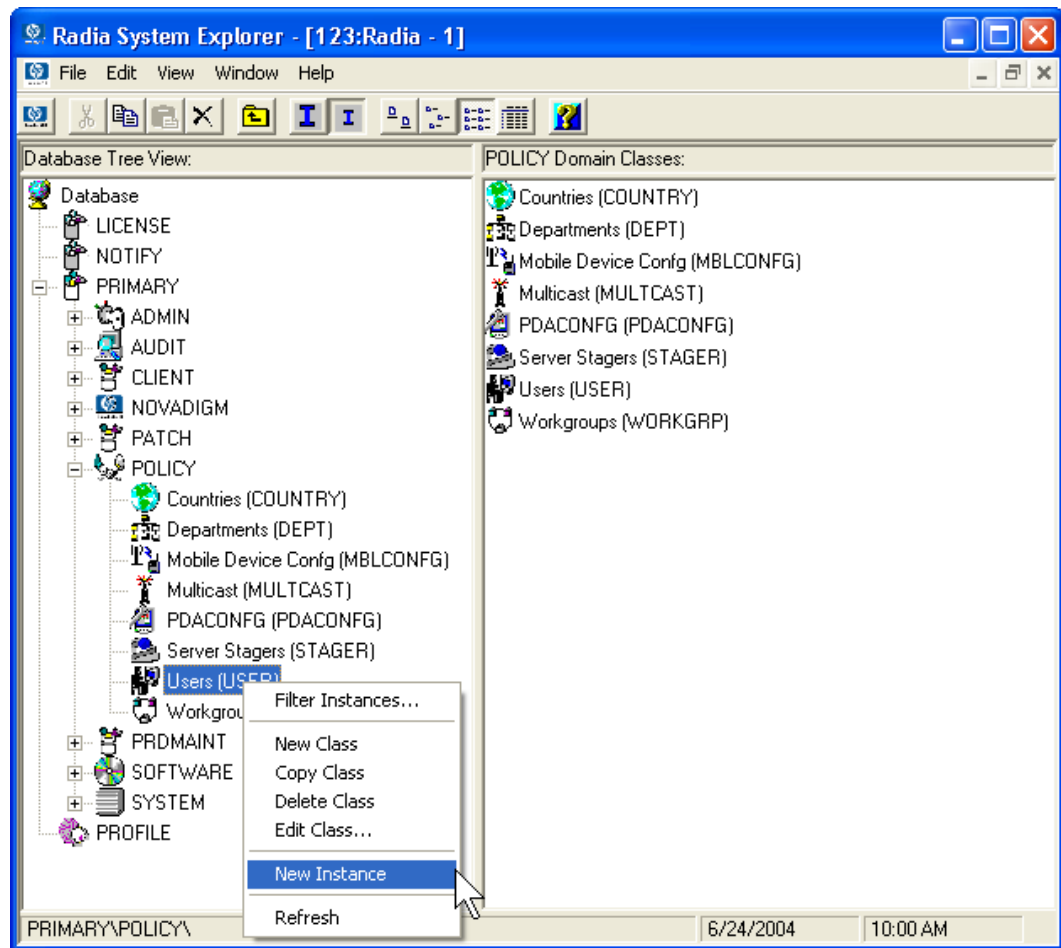 Radia System Explorer - [123:Radia - 1]
File Edit View Window Help
Database Tree View:
POLICY Domain Classes:
Database
LICENSE
NOTIFY
PRIMARY
ADMIN
AUDIT
CLIENT
NOVADIGM
PATCH
POLICY
Countries (COUNTRY)
Departments (DEPT)
Mobile Device Confg (MBLCONFG)
Multicast (MULTCAST)
PDACONFG (PDACONFG)
Server Stagers (STAGER)
Users (USER)
Workgrou
PRDMAINT
SOFTWARE
SYSTEM
PROFILE
Countries (COUNTRY)
Departments (DEPT)
Mobile Device Confg (MBLCONFG)
Multicast (MULTCAST)
PDACONFG (PDACONFG)
Server Stagers (STAGER)
Users (USER)
Workgroups (WORKGRP)
Filter Instances...
New Class
Copy Class
Delete Class
Edit Class...
New Instance
Refresh
PRIMARY\POLICY\ 6/24/2004 10:00 AM